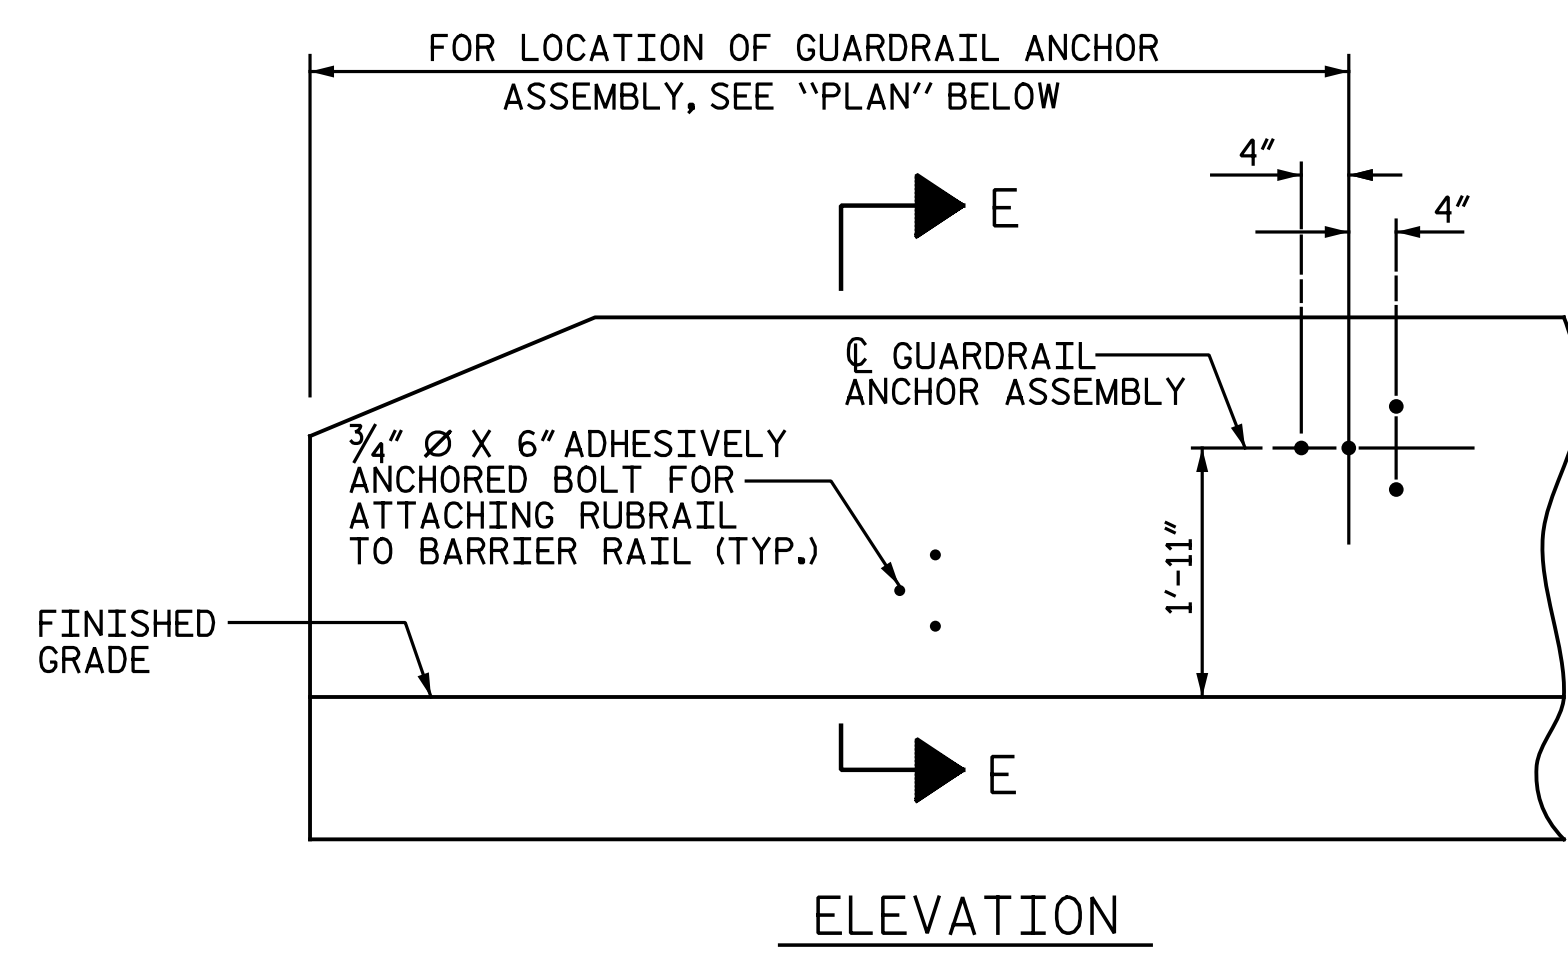 FOR LOCATION OF GUARDRAIL ANCHOR
ASSEMBLY, SEE "PLAN" BELOW
4"
4"
E
℄ GUARDRAIL
ANCHOR ASSEMBLY
3/4" Ø X 6" ADHESIVELY
ANCHORED BOLT FOR
ATTACHING RUBRAIL
TO BARRIER RAIL (TYP.)
1'-11"
FINISHED
GRADE
E
ELEVATION